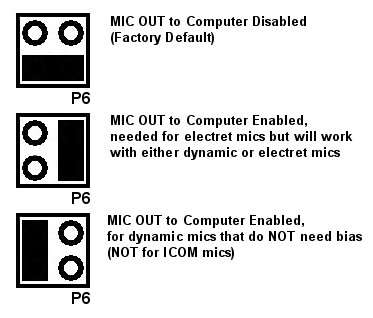 MIC OUT to Computer Disabled
(Factory Default)
P6
MIC OUT to Computer Enabled,
needed for electret mics but will work
with either dynamic or electret mics
P6
MIC OUT to Computer Enabled,
for dynamic mics that do NOT need bias
(NOT for ICOM mics)
P6